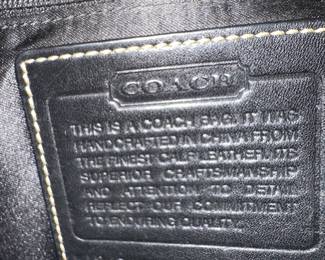 COACH
THIS IS A COACH BAG. IT WAS
HANDCRAFTED IN CHINA FROM
THE FINEST CALF LEATHER. ITS
SUPERIOR CRAFTSMANSHIP
AND ATTENTION TO DETAIL
REFLECT OUR COMMITMENT
TO ENDURING QUALITY.